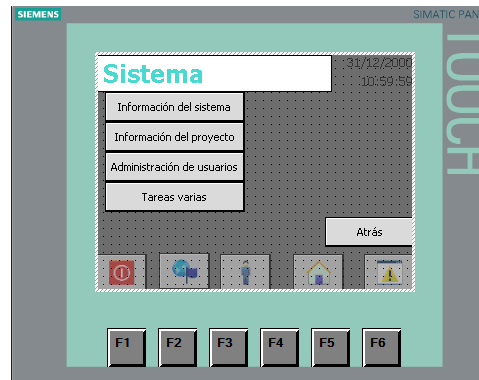 SIEMENS
SIMATIC PAN
TOUCH
Sistema
31/12/2000
10:59:59
Información del sistema
Información del proyecto
Administración de usuarios
Tareas varias
Atrás
F1 F2 F3 F4 F5 F6